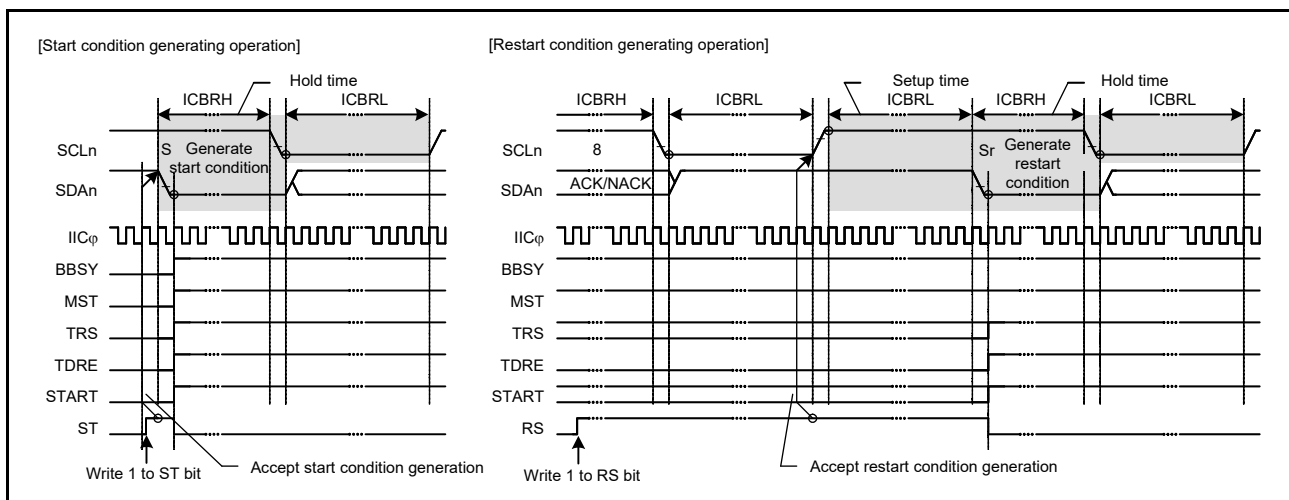 [Start condition generating operation]
Hold time
ICBRH
ICBRL
SCLn
S
Generate
start condition
SDAn
IICφ
BBSY
MST
TRS
TDRE
START
ST
Write 1 to ST bit
Accept start condition generation
[Restart condition generating operation]
Setup time
Hold time
ICBRH
ICBRL
ICBRL
ICBRH
ICBRL
SCLn
8
Sr
Generate
restart
condition
SDAn
ACK/NACK
IICφ
BBSY
MST
TRS
TDRE
START
RS
Write 1 to RS bit
Accept restart condition generation